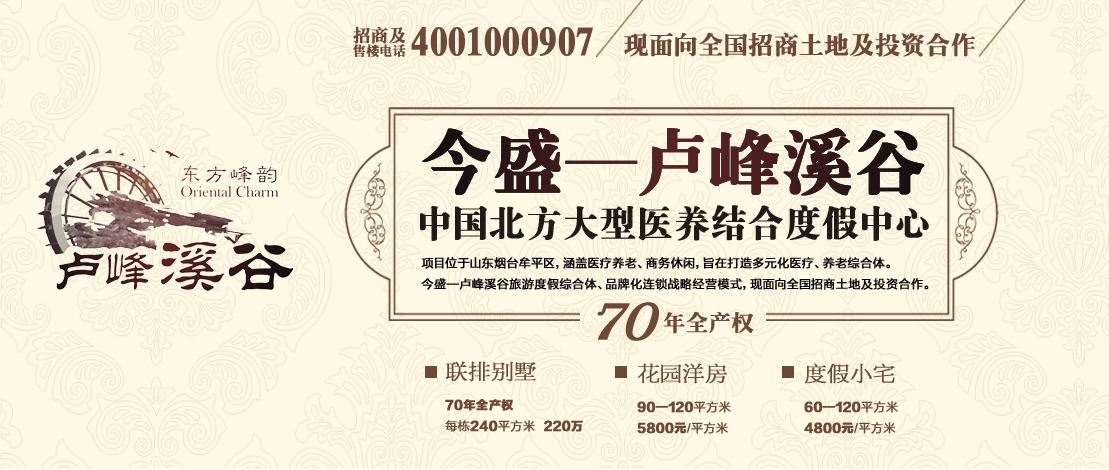 招商及
售楼电话
4001000907
现面向全国招商土地及投资合作
东方峰韵
Oriental Charm
卢峰溪谷
今盛—卢峰溪谷
中国北方大型医养结合度假中心
项目位于山东烟台牟平区，涵盖医疗养老、商务休闲，旨在打造多元化医疗、养老综合体。
今盛—卢峰溪谷旅游度假综合体、品牌化连锁战略经营模式，现面向全国招商土地及投资合作。
70年全产权
■ 联排别墅
70年全产权
每栋240平方米 220万
■ 花园洋房
90—120平方米
5800元/平方米
■ 度假小宅
60—120平方米
4800元/平方米